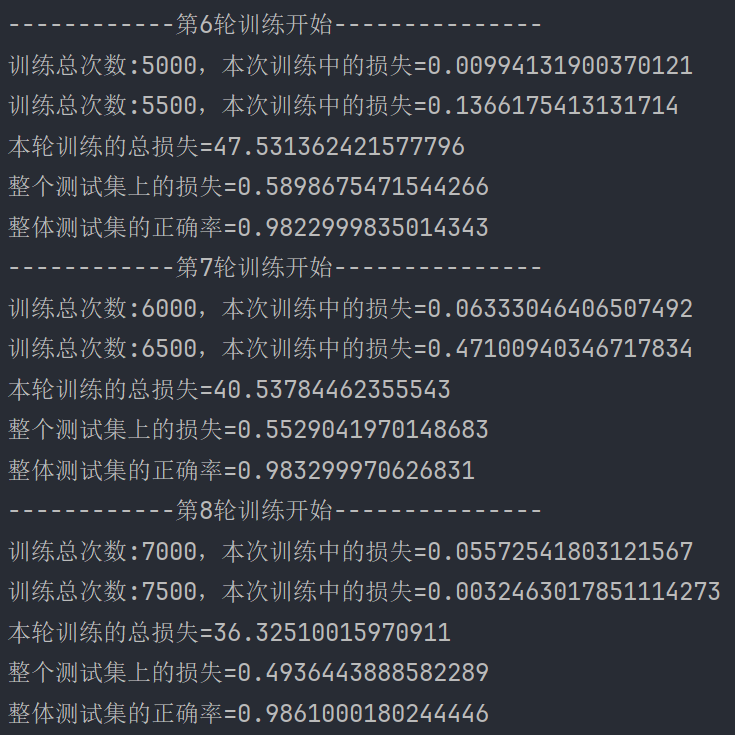 ------------第6轮训练开始---------------
训练总次数:5000，本次训练中的损失=0.00994131900370121
训练总次数:5500，本次训练中的损失=0.1366175413131714
本轮训练的总损失=47.531362421577796
整个测试集上的损失=0.5898675471544266
整体测试集的正确率=0.9822999835014343
------------第7轮训练开始---------------
训练总次数:6000，本次训练中的损失=0.06333046406507492
训练总次数:6500，本次训练中的损失=0.47100940346717834
本轮训练的总损失=40.53784462355543
整个测试集上的损失=0.5529041970148683
整体测试集的正确率=0.983299970626831
------------第8轮训练开始---------------
训练总次数:7000，本次训练中的损失=0.05572541803121567
训练总次数:7500，本次训练中的损失=0.0032463017851114273
本轮训练的总损失=36.32510015970911
整个测试集上的损失=0.4936443888582289
整体测试集的正确率=0.9861000180244446